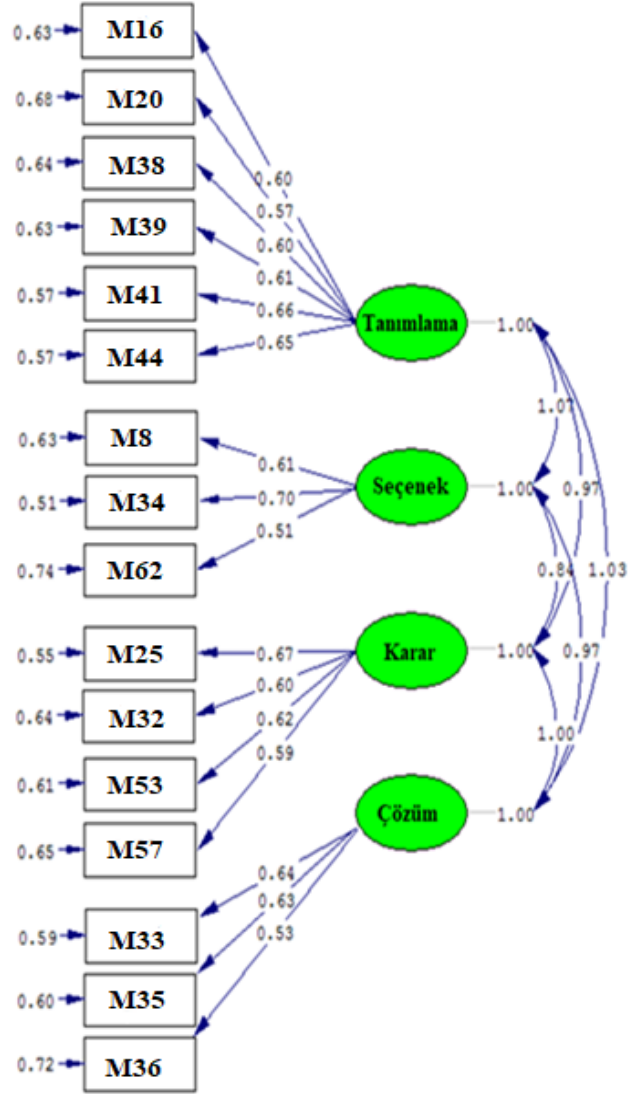 0.63 M16
0.68 M20
0.64 M38
0.60
0.57
0.63 M39
0.60
0.61
0.57 M41
0.66
Tanımlama 1.00
0.57 M44
0.65
1.07
0.63 M8
0.61
Seçenek 1.00 0.97
0.51 M34
0.70
0.51
0.74 M62
0.84 1.03
0.55 M25
0.67
Karar 1.00 0.97
0.60
0.64 M32
0.62
1.00
0.59
0.61 M53
Çözüm 1.00
0.65 M57
0.64
0.63
0.59 M33
0.53
0.60 M35
0.72 M36